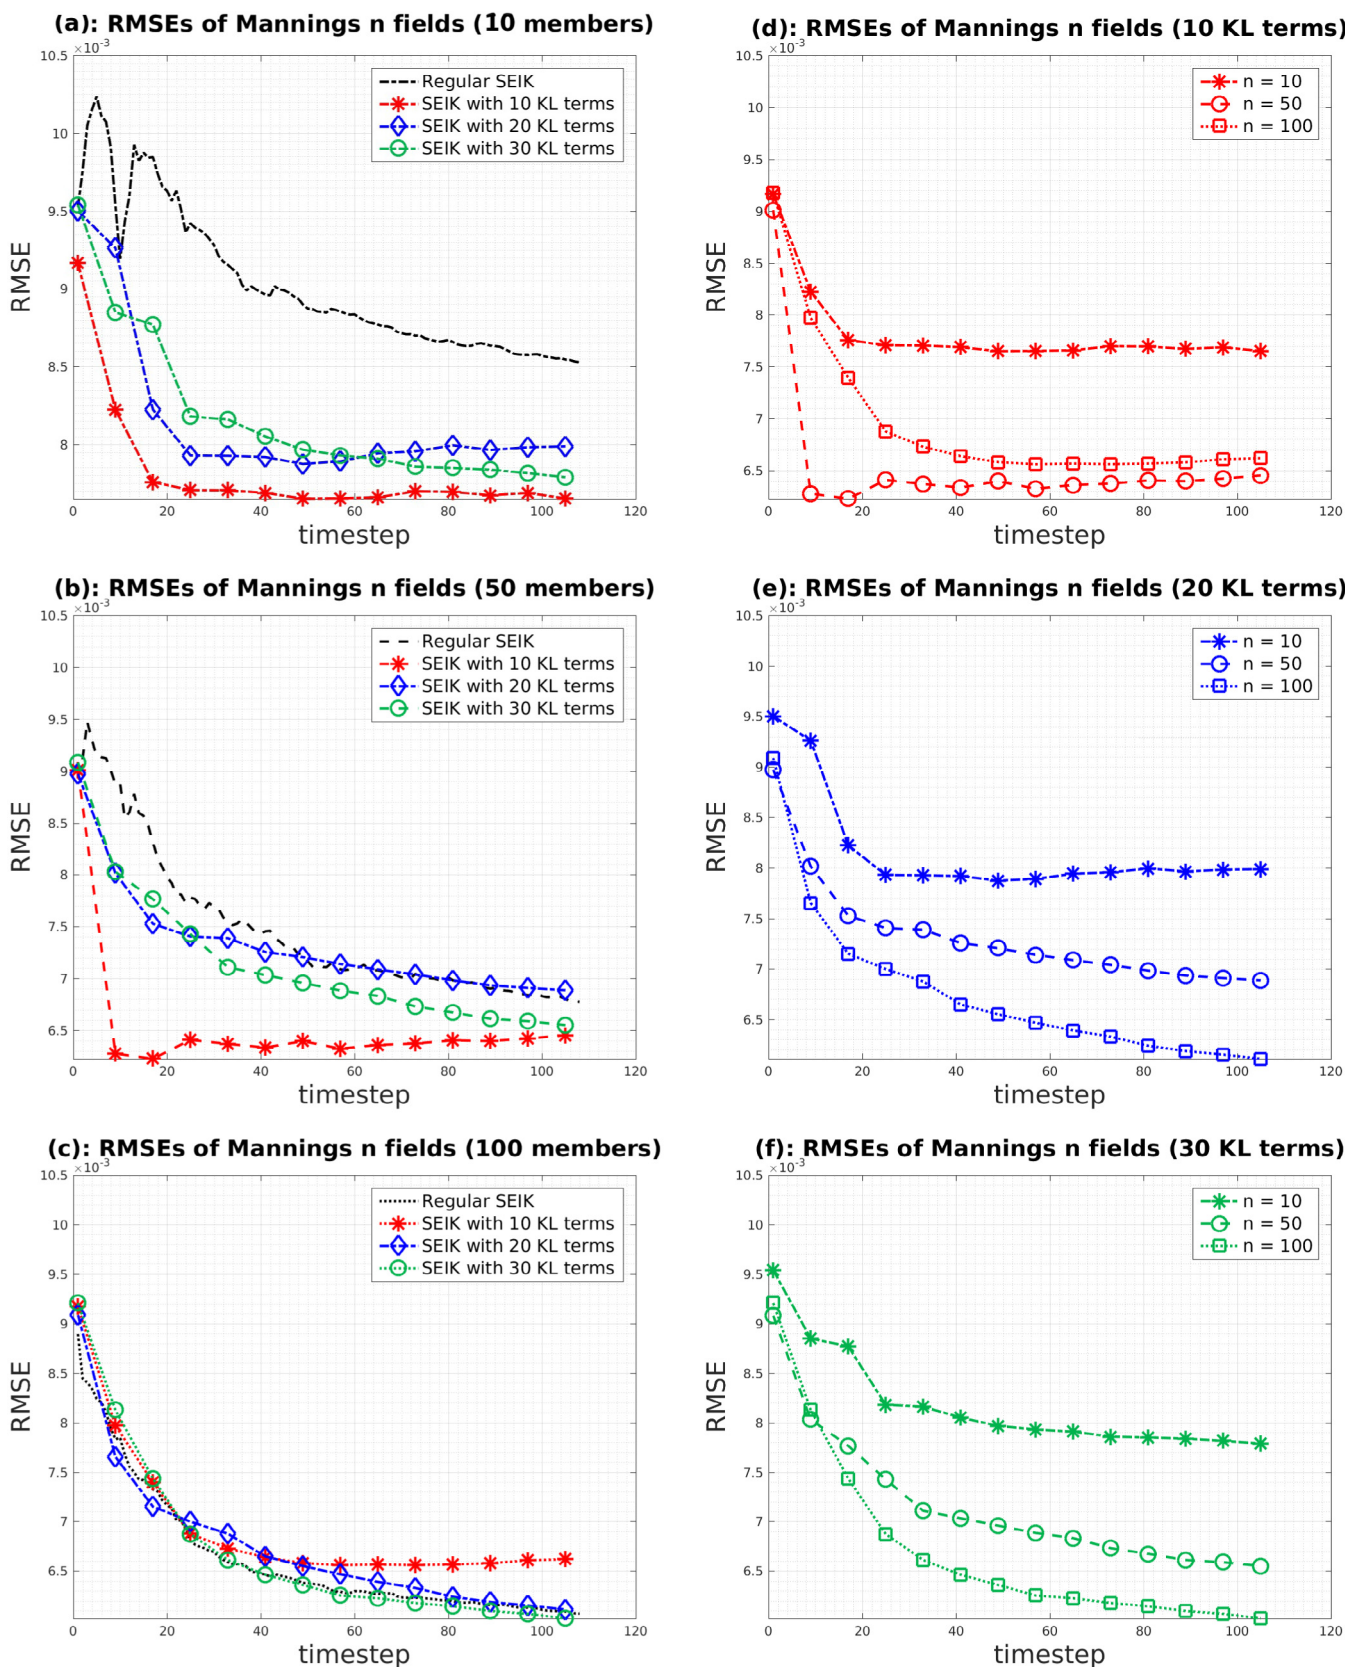 (a): RMSEs of Mannings n fields (10 members)
×10⁻³
10.5
10
9.5
9
8.5
8
RMSE
0 20 40 60 80 100 120
timestep
Regular SEIK
SEIK with 10 KL terms
SEIK with 20 KL terms
SEIK with 30 KL terms
(d): RMSEs of Mannings n fields (10 KL terms)
×10⁻³
10.5
10
9.5
9
8.5
8
7.5
7
6.5
RMSE
0 20 40 60 80 100 120
timestep
n = 10
n = 50
n = 100
(b): RMSEs of Mannings n fields (50 members)
×10⁻³
10.5
10
9.5
9
8.5
8
7.5
7
6.5
RMSE
0 20 40 60 80 100 120
timestep
Regular SEIK
SEIK with 10 KL terms
SEIK with 20 KL terms
SEIK with 30 KL terms
(e): RMSEs of Mannings n fields (20 KL terms)
×10⁻³
10.5
10
9.5
9
8.5
8
7.5
7
6.5
RMSE
0 20 40 60 80 100 120
timestep
n = 10
n = 50
n = 100
(c): RMSEs of Mannings n fields (100 members)
×10⁻³
10.5
10
9.5
9
8.5
8
7.5
7
6.5
RMSE
0 20 40 60 80 100 120
timestep
Regular SEIK
SEIK with 10 KL terms
SEIK with 20 KL terms
SEIK with 30 KL terms
(f): RMSEs of Mannings n fields (30 KL terms)
×10⁻³
10.5
10
9.5
9
8.5
8
7.5
7
6.5
RMSE
0 20 40 60 80 100 120
timestep
n = 10
n = 50
n = 100